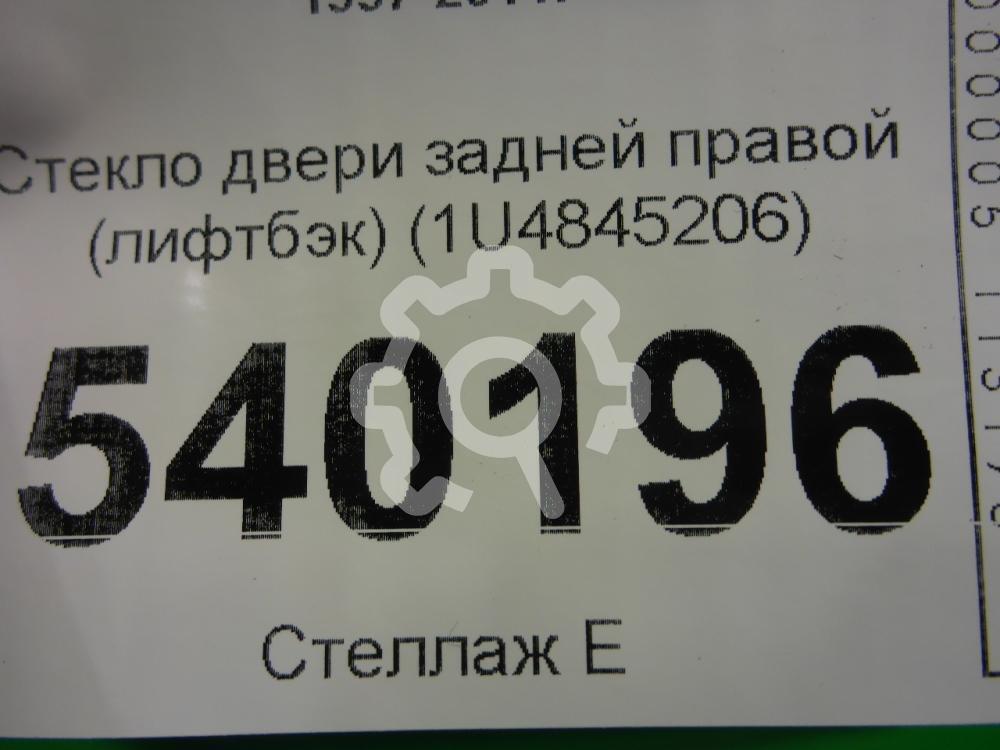 Стекло двери задней правой
(лифтбэк) (1U4845206)
540196
Стеллаж E